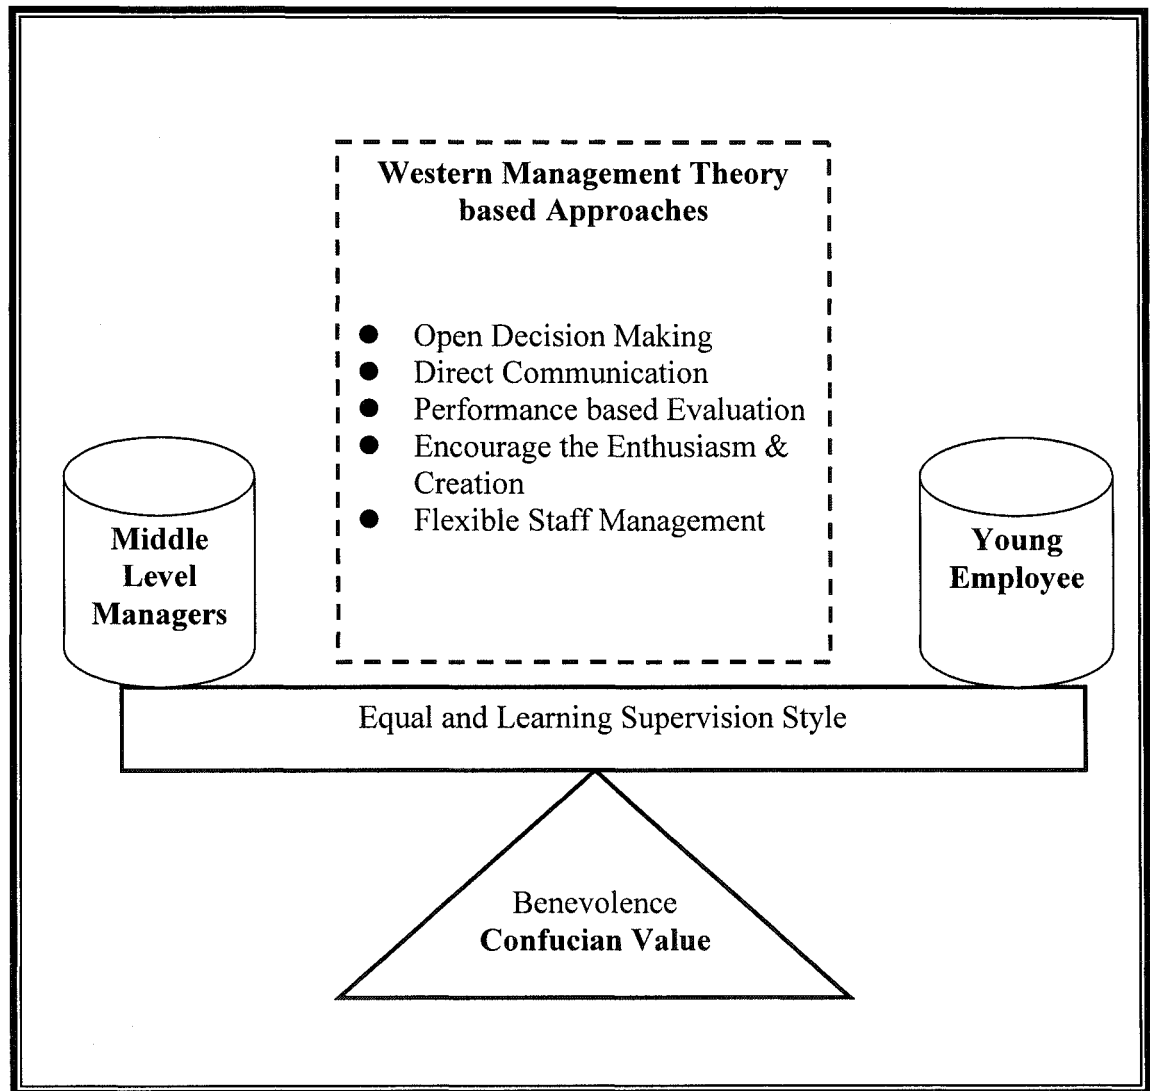 Western Management Theory
based Approaches
● Open Decision Making
● Direct Communication
● Performance based Evaluation
● Encourage the Enthusiasm &
Creation
● Flexible Staff Management
Middle
Level
Managers
Young
Employee
Equal and Learning Supervision Style
Benevolence
Confucian Value